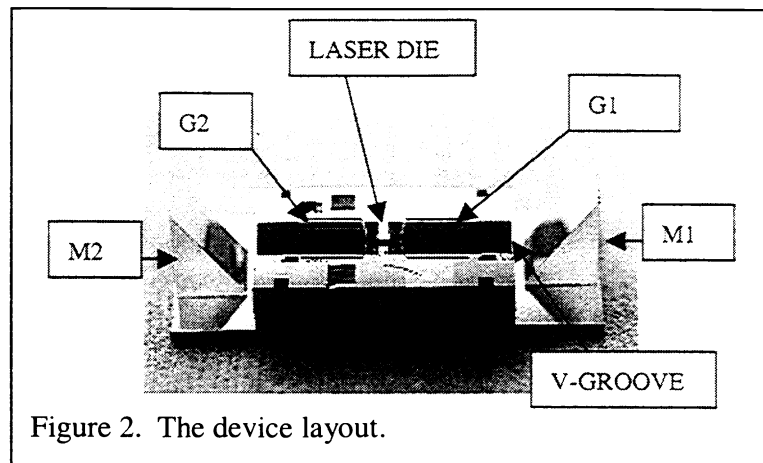 LASER DIE
G2
G1
M2
M1
V-GROOVE
Figure 2. The device layout.